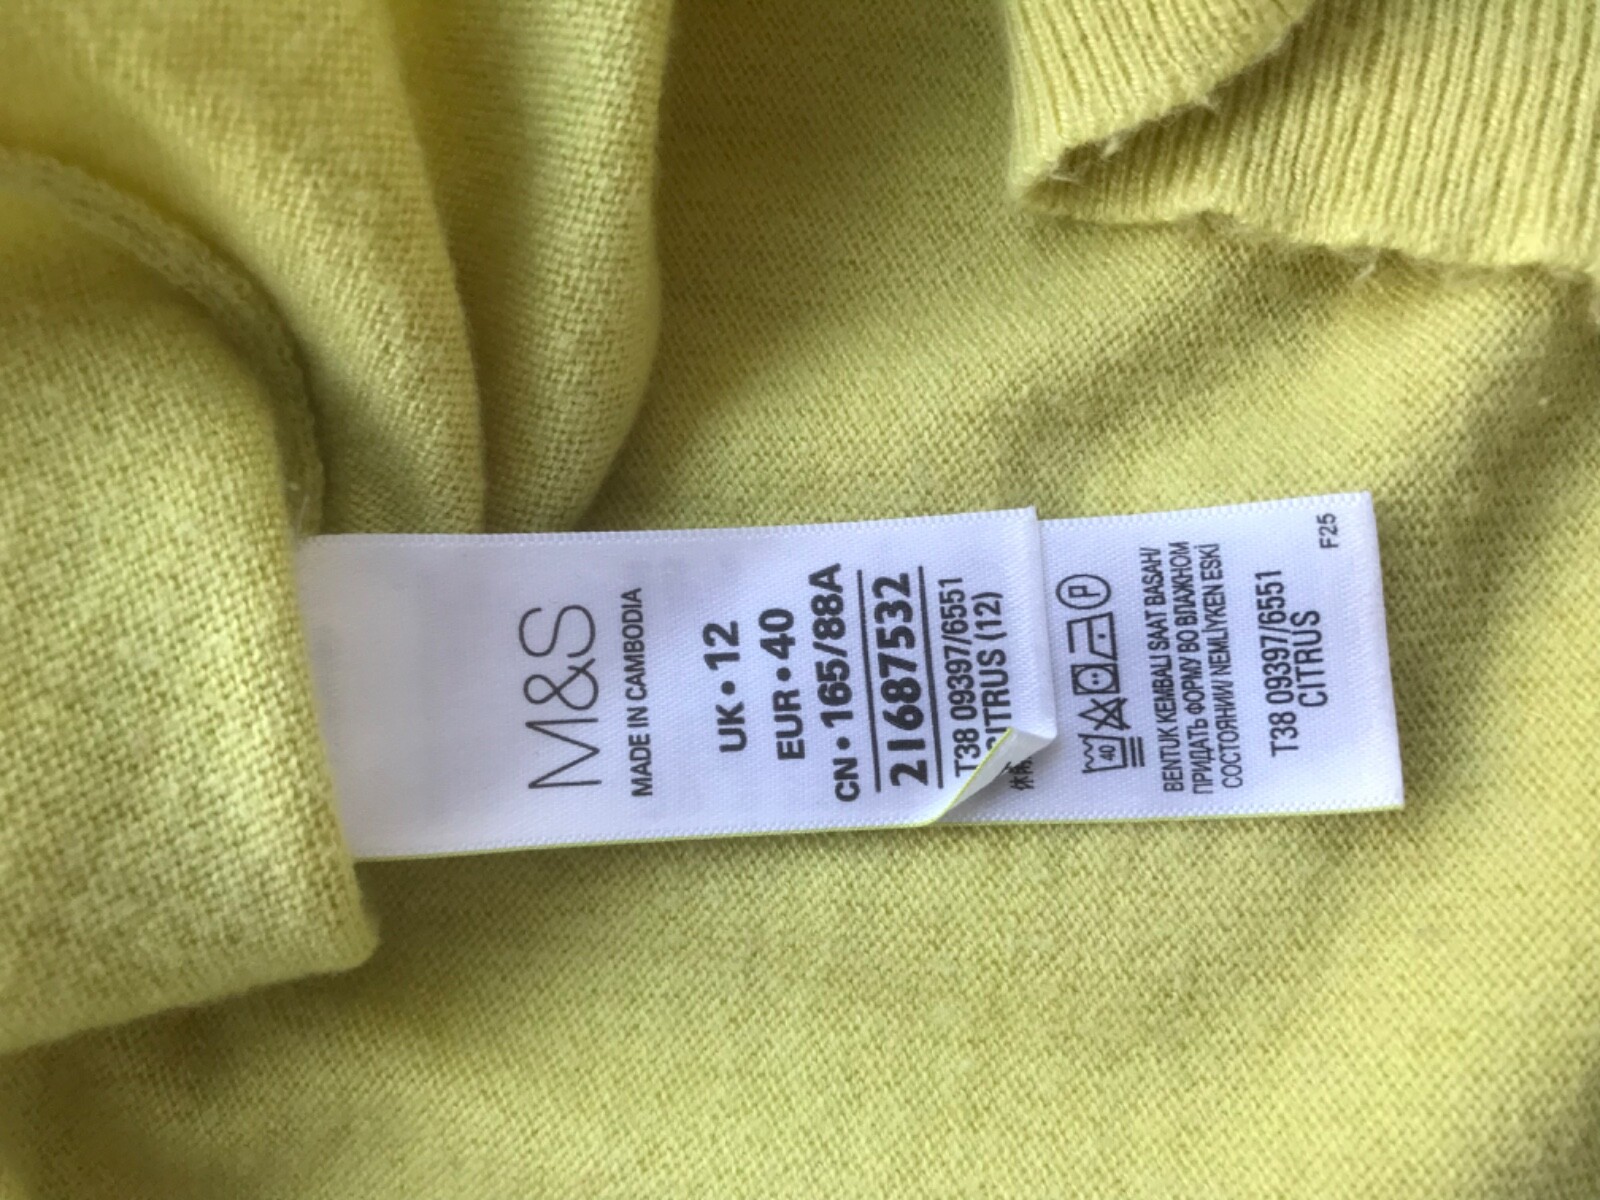 M&S
MADE IN CAMBODIA
UK • 12
EUR • 40
CN • 165/88A
21687532
T38 09397/6551
CITRUS (12)
40
P
BENTUK KEMBALI SAAT BASAH/
ПРИДАТЬ ФОРМУ ВО ВЛАЖНОМ
СОСТОЯНИИ/ NEMLİYKEN ESKİ
T38 09397/6551
CITRUS
F25